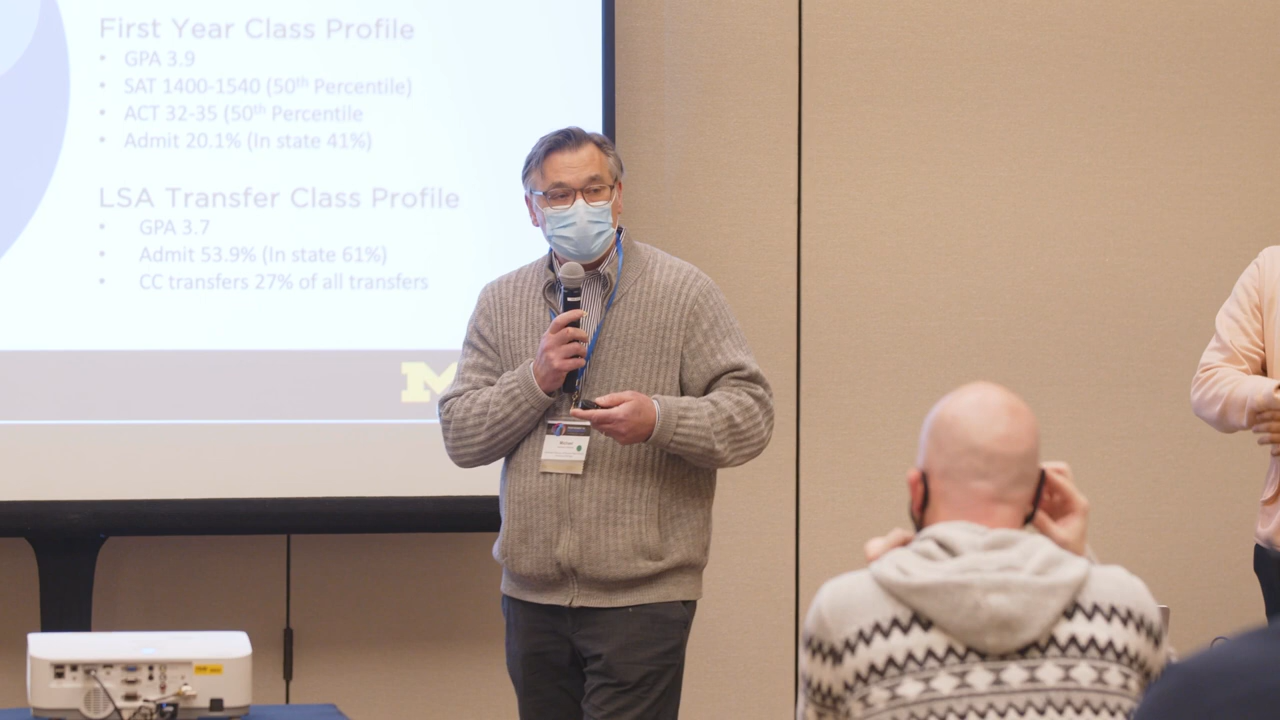 First Year Class Profile
• GPA 3.9
• SAT 1400-1540 (50th Percentile)
• ACT 32-35 (50th Percentile
• Admit 20.1% (In state 41%)
LSA Transfer Class Profile
• GPA 3.7
• Admit 53.9% (In state 61%)
• CC transfers 27% of all transfers
M
Michael